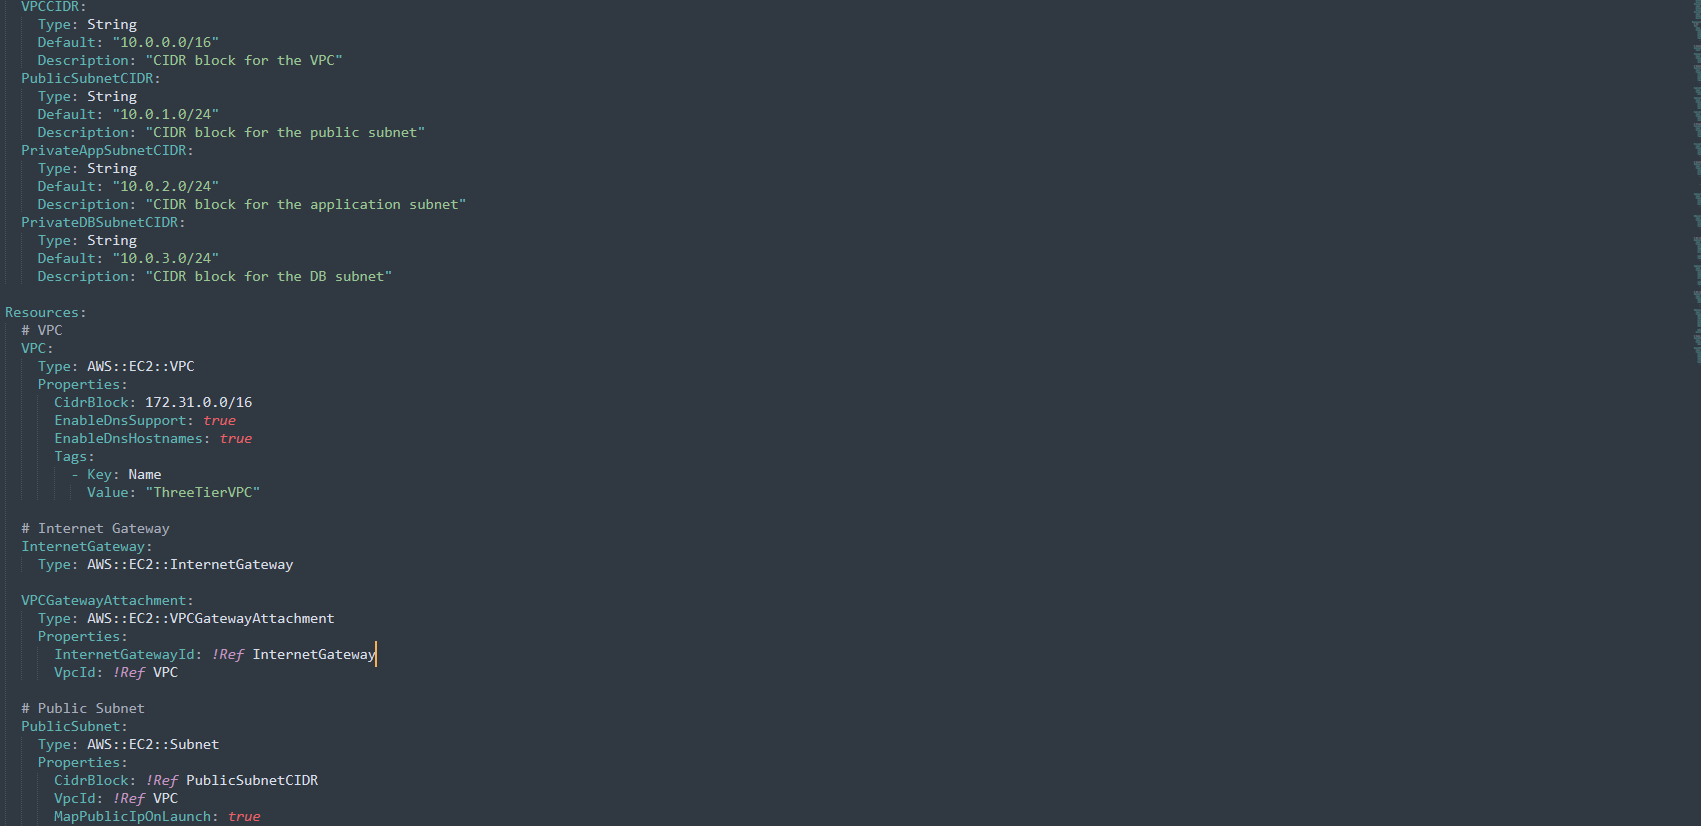 VPCCIDR:
Type: String
Default: "10.0.0.0/16"
Description: "CIDR block for the VPC"
PublicSubnetCIDR:
Type: String
Default: "10.0.1.0/24"
Description: "CIDR block for the public subnet"
PrivateAppSubnetCIDR:
Type: String
Default: "10.0.2.0/24"
Description: "CIDR block for the application subnet"
PrivateDBSubnetCIDR:
Type: String
Default: "10.0.3.0/24"
Description: "CIDR block for the DB subnet"
Resources:
# VPC
VPC:
Type: AWS::EC2::VPC
Properties:
CidrBlock: 172.31.0.0/16
EnableDnsSupport: true
EnableDnsHostnames: true
Tags:
- Key: Name
Value: "ThreeTierVPC"
# Internet Gateway
InternetGateway:
Type: AWS::EC2::InternetGateway
VPCGatewayAttachment:
Type: AWS::EC2::VPCGatewayAttachment
Properties:
InternetGatewayId: !Ref InternetGateway
VpcId: !Ref VPC
# Public Subnet
PublicSubnet:
Type: AWS::EC2::Subnet
Properties:
CidrBlock: !Ref PublicSubnetCIDR
VpcId: !Ref VPC
MapPublicIpOnLaunch: true